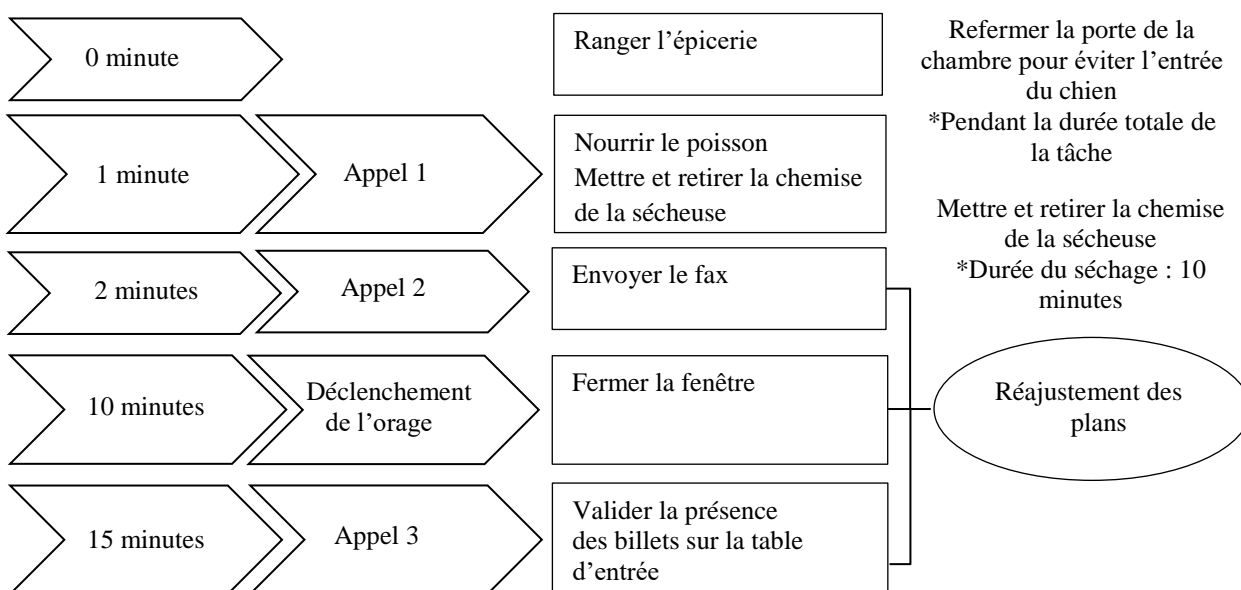 0 minute
Ranger l’épicerie
1 minute
Appel 1
Nourrir le poisson
Mettre et retirer la chemise
de la sécheuse
2 minutes
Appel 2
Envoyer le fax
10 minutes
Déclenchement
de l’orage
Fermer la fenêtre
15 minutes
Appel 3
Valider la présence
des billets sur la table
d’entrée
Refermer la porte de la
chambre pour éviter l’entrée
du chien
*Pendant la durée totale de
la tâche
Mettre et retirer la chemise
de la sécheuse
*Durée du séchage : 10
minutes
Réajustement des
plans